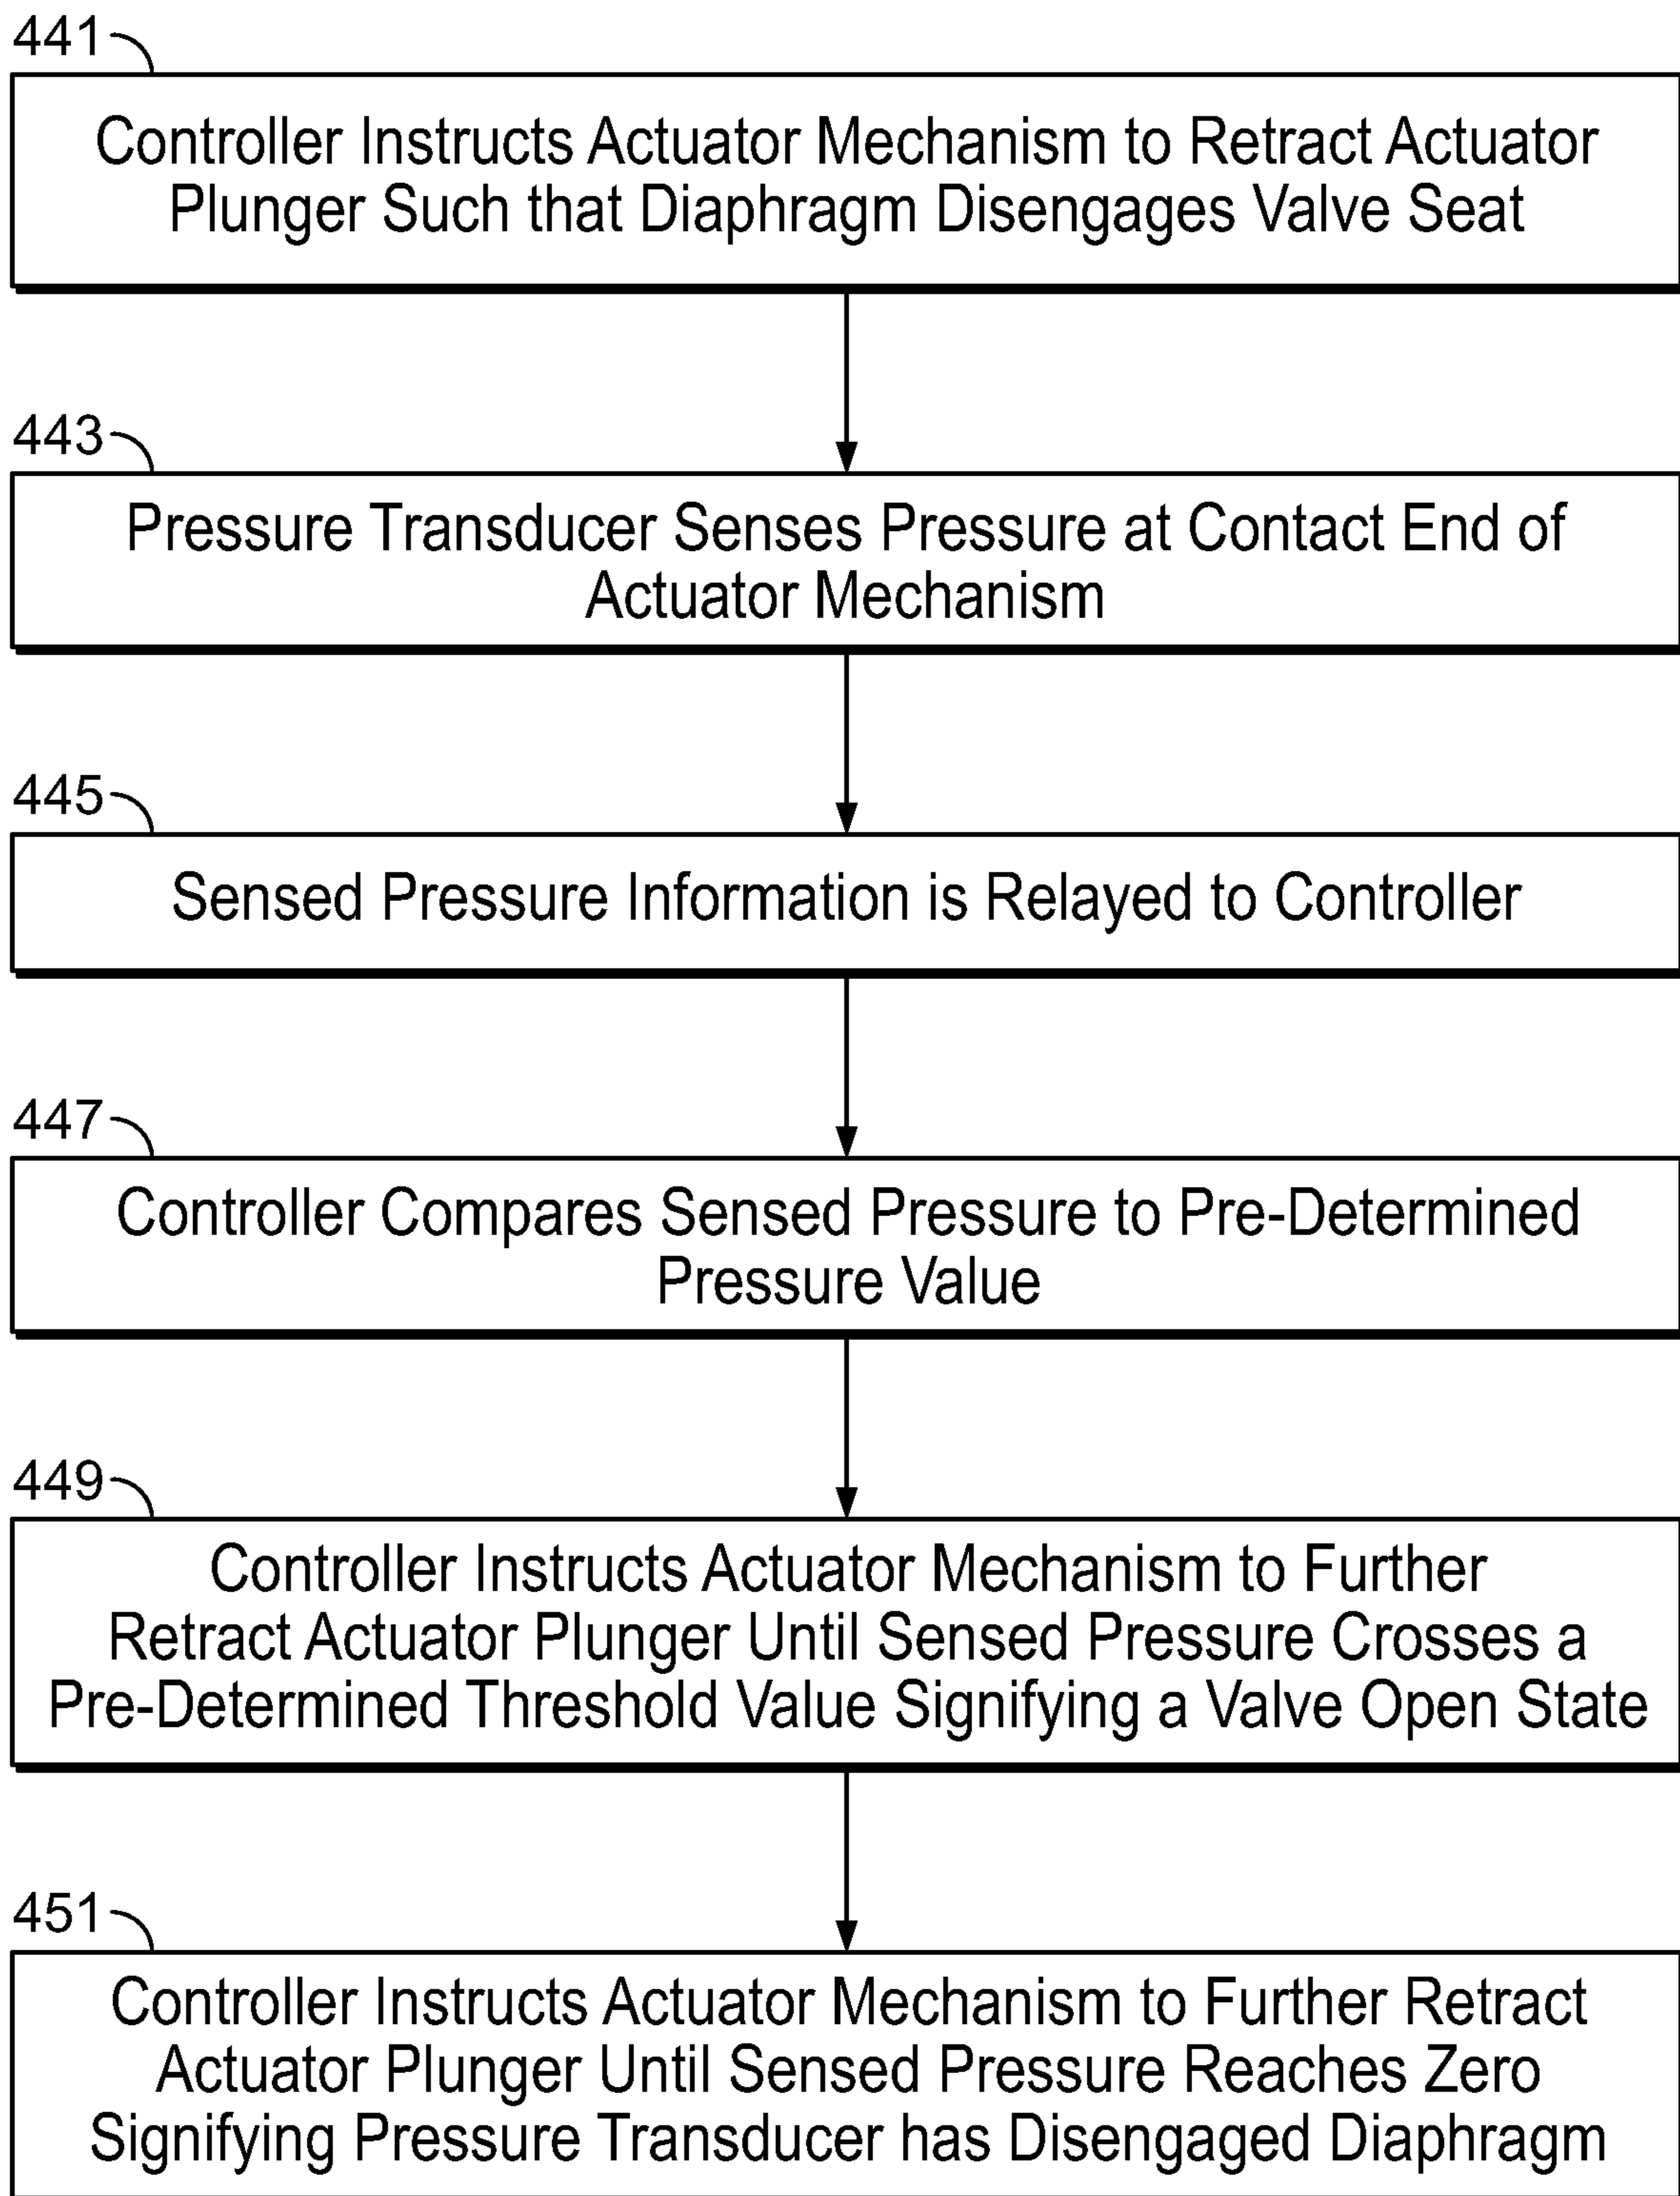 441
Controller Instructs Actuator Mechanism to Retract Actuator
Plunger Such that Diaphragm Disengages Valve Seat
443
Pressure Transducer Senses Pressure at Contact End of
Actuator Mechanism
445
Sensed Pressure Information is Relayed to Controller
447
Controller Compares Sensed Pressure to Pre-Determined
Pressure Value
449
Controller Instructs Actuator Mechanism to Further
Retract Actuator Plunger Until Sensed Pressure Crosses a
Pre-Determined Threshold Value Signifying a Valve Open State
451
Controller Instructs Actuator Mechanism to Further Retract
Actuator Plunger Until Sensed Pressure Reaches Zero
Signifying Pressure Transducer has Disengaged Diaphragm